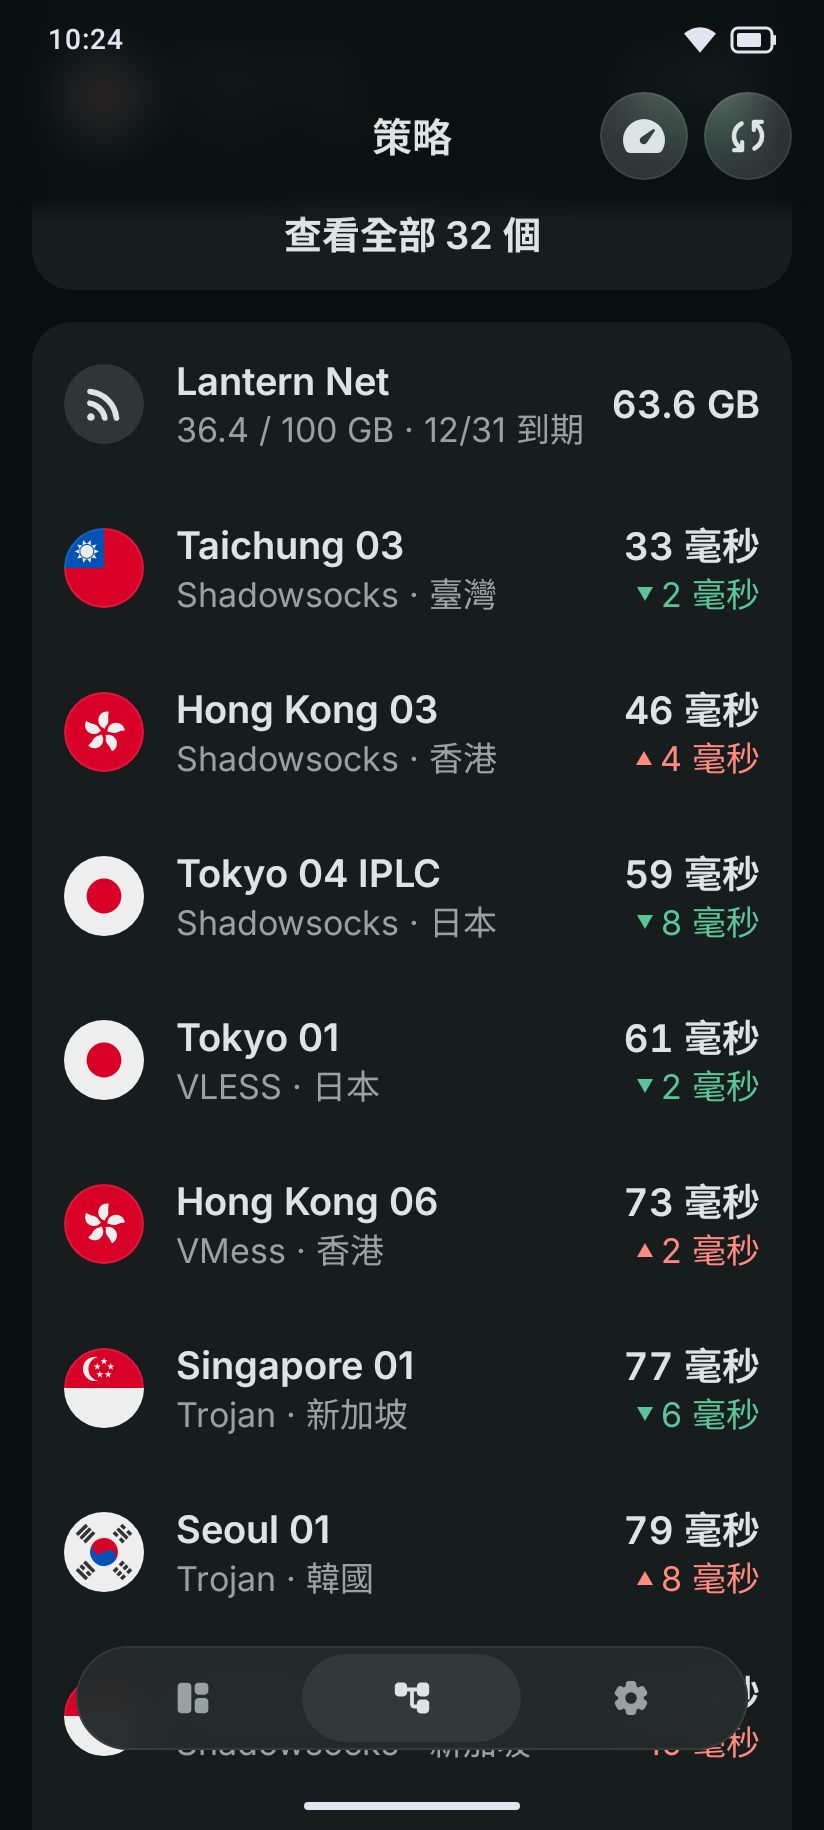 10:24
策略
查看全部 32 個
Lantern Net
36.4 / 100 GB · 12/31 到期
63.6 GB
Taichung 03
Shadowsocks · 臺灣
33 毫秒
▼2 毫秒
Hong Kong 03
Shadowsocks · 香港
46 毫秒
▲4 毫秒
Tokyo 04 IPLC
Shadowsocks · 日本
59 毫秒
▼8 毫秒
Tokyo 01
VLESS · 日本
61 毫秒
▼2 毫秒
Hong Kong 06
VMess · 香港
73 毫秒
▲2 毫秒
Singapore 01
Trojan · 新加坡
77 毫秒
▼6 毫秒
Seoul 01
Trojan · 韓國
79 毫秒
▲8 毫秒
Shadowsocks · 新加坡